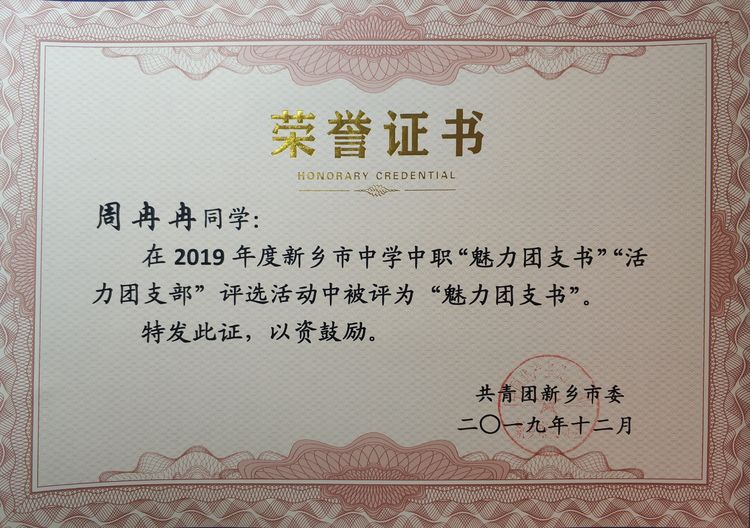 荣誉证书
HONORARY CREDENTIAL
周冉冉同学：
在2019年度新乡市中学中职“魅力团支书”“活
力团支部”评选活动中被评为“魅力团支书”。
特发此证，以资鼓励。
共青团新乡市委
二〇一九年十二月